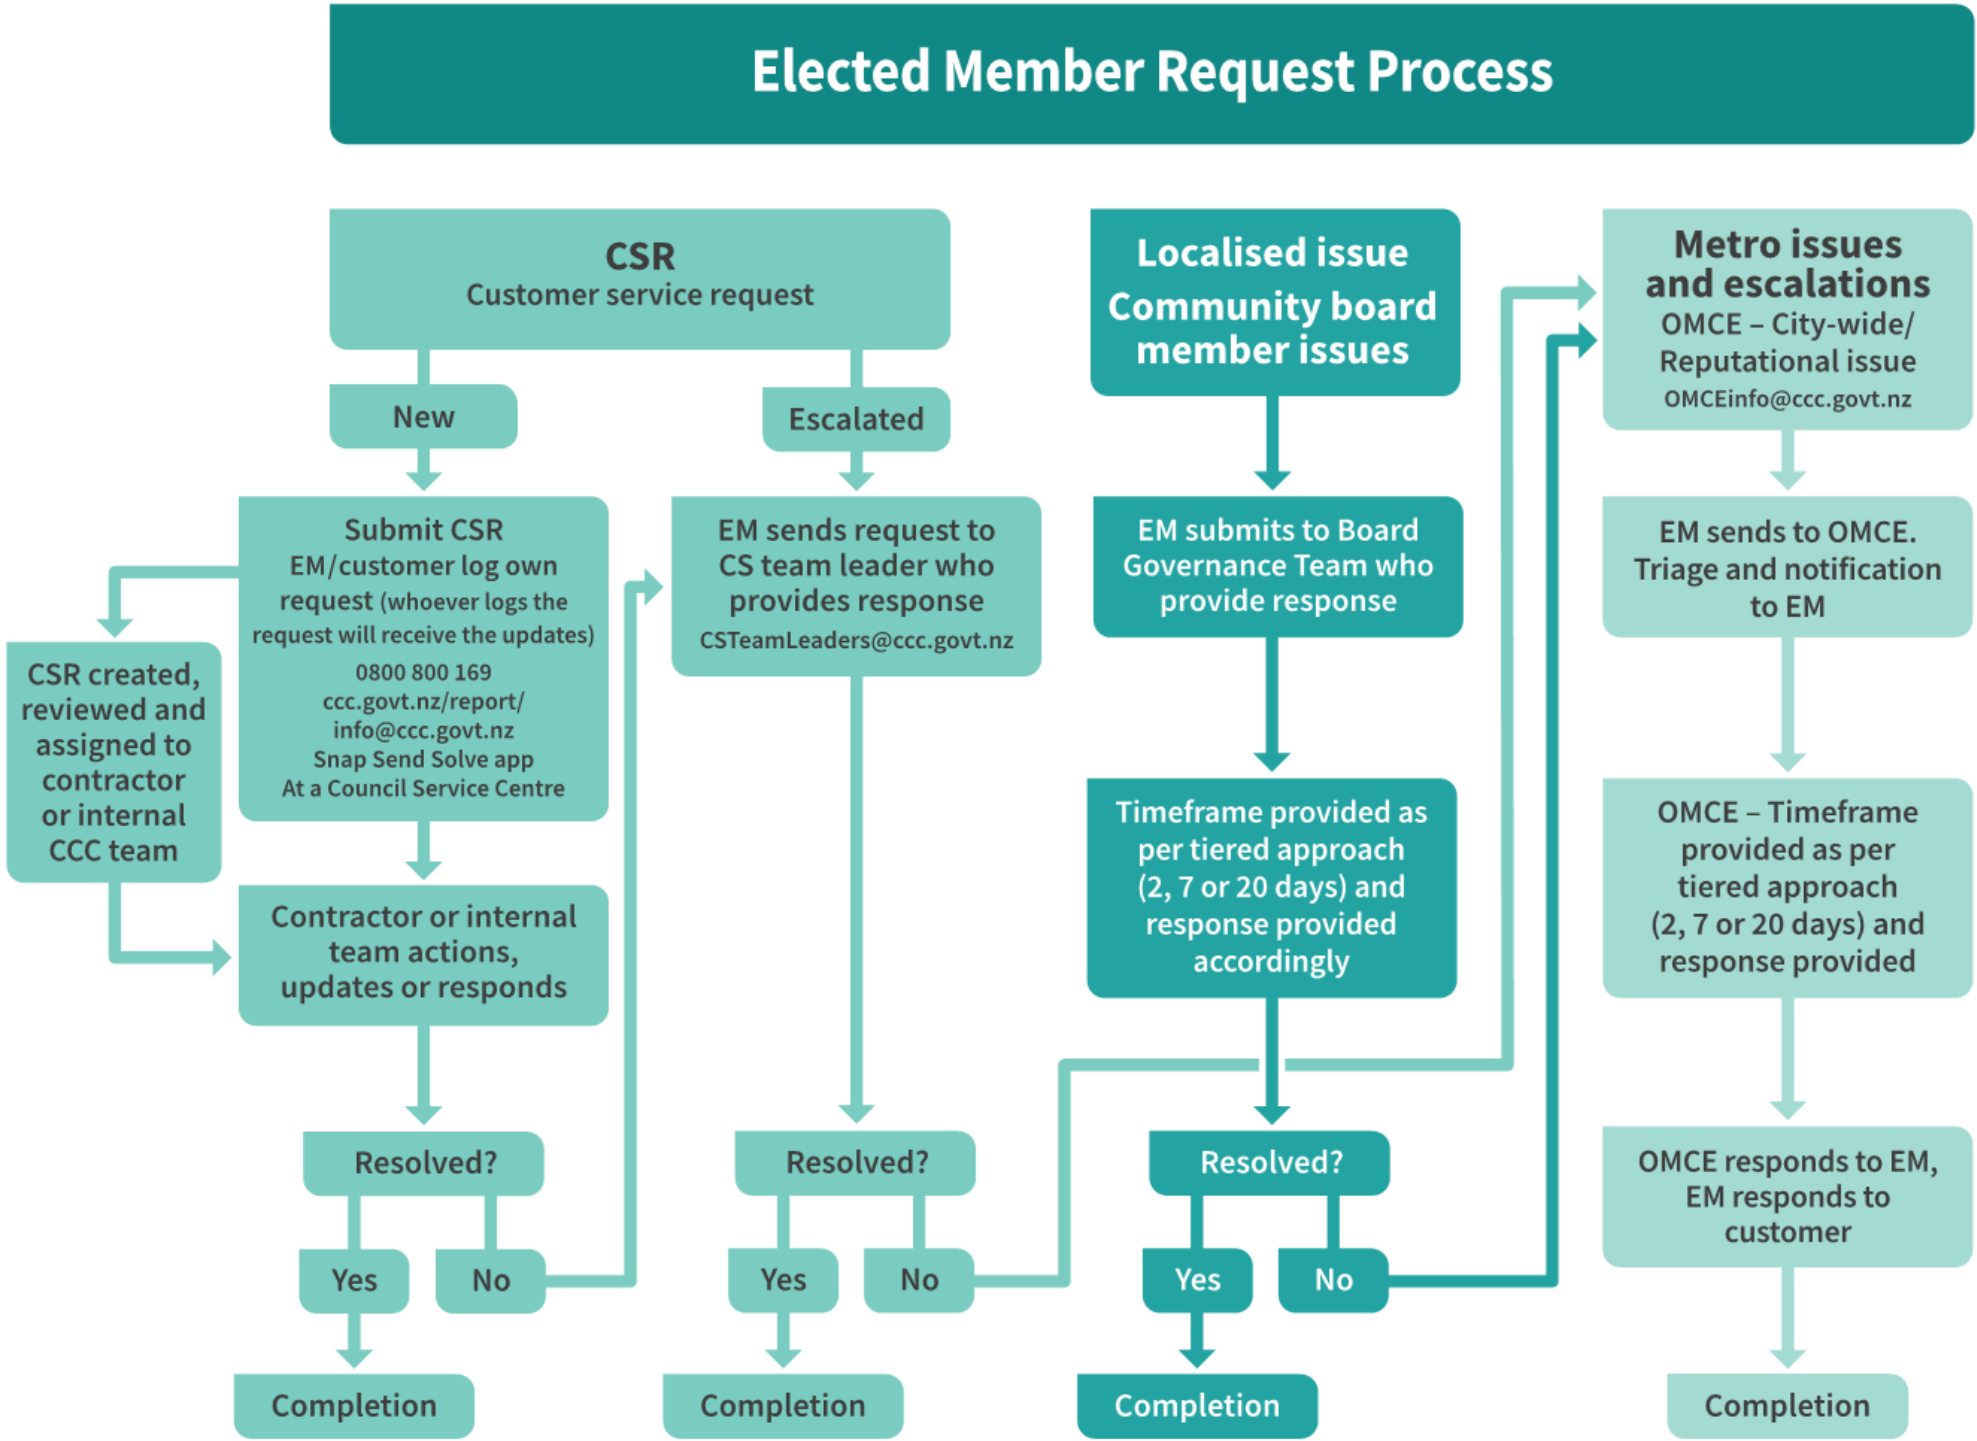 Elected Member Request Process
CSR
Customer service request
New
Escalated
Submit CSR
EM/customer log own
request (whoever logs the
request will receive the updates)
0800 800 169
ccc.govt.nz/report/
info@ccc.govt.nz
Snap Send Solve app
At a Council Service Centre
CSR created,
reviewed and
assigned to
contractor
or internal
CCC team
Contractor or internal
team actions,
updates or responds
Resolved?
Yes
No
Completion
EM sends request to
CS team leader who
provides response
CSTeamLeaders@ccc.govt.nz
Resolved?
Yes
No
Completion
Localised issue
Community board
member issues
EM submits to Board
Governance Team who
provide response
Timeframe provided as
per tiered approach
(2, 7 or 20 days) and
response provided
accordingly
Resolved?
Yes
No
Completion
Metro issues
and escalations
OMCE – City-wide/
Reputational issue
OMCEinfo@ccc.govt.nz
EM sends to OMCE.
Triage and notification
to EM
OMCE – Timeframe
provided as per
tiered approach
(2, 7 or 20 days) and
response provided
OMCE responds to EM,
EM responds to
customer
Completion